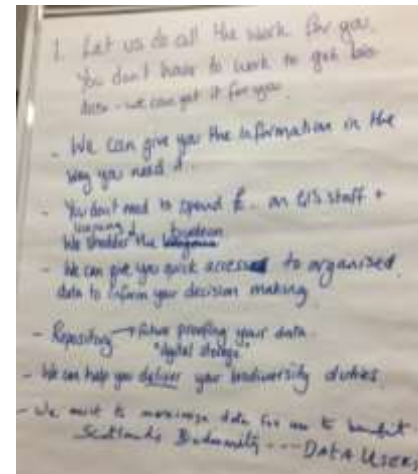 1. Let us do all the work for you
You don't have to work to get bio
data - we can get it for you.
- We can give you the information in the
way you need it.
- You don't need to spend £.. on GIS staff +
We shoulder the burden
- We can give you quick access to organised
data to inform your decision making
- Repository → future proofing your data
"digital storage"
- We can help you deliver your biodiversity duties.
- We want to maximise data for use to benefit
Scotlands Biodiversity --- DATA USERS